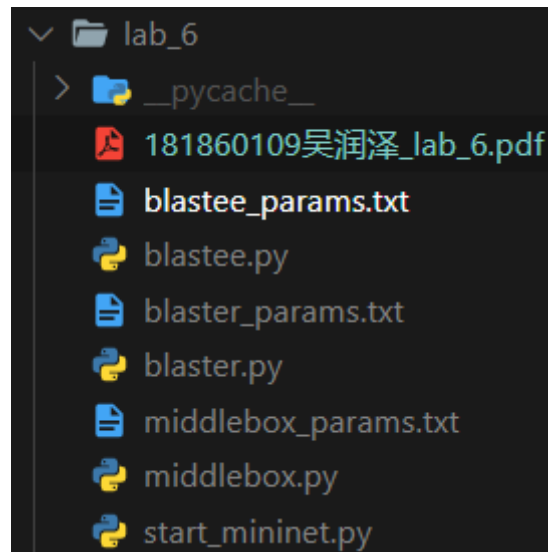 lab_6
__pycache__
181860109吴润泽_lab_6.pdf
blastee_params.txt
blastee.py
blaster_params.txt
blaster.py
middlebox_params.txt
middlebox.py
start_mininet.py